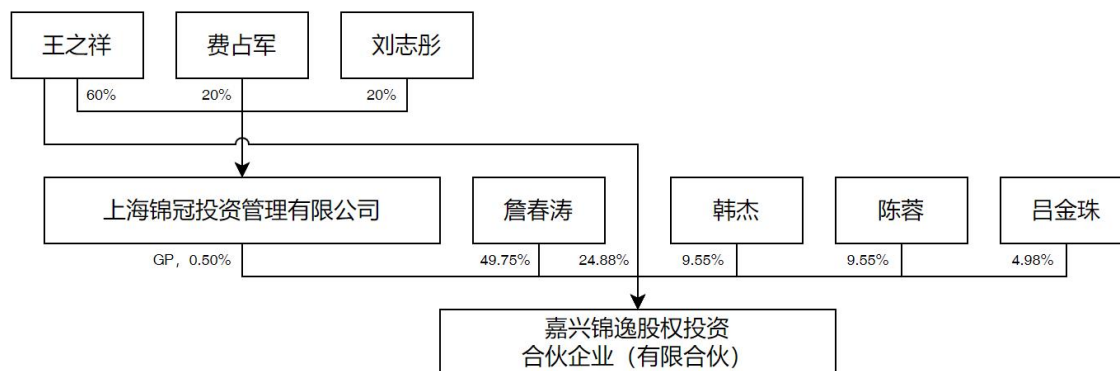 王之祥
费占军
刘志彤
60%
20%
20%
上海锦冠投资管理有限公司
詹春涛
韩杰
陈蓉
吕金珠
GP，0.50%
49.75%
24.88%
9.55%
9.55%
4.98%
嘉兴锦逸股权投资
合伙企业（有限合伙）